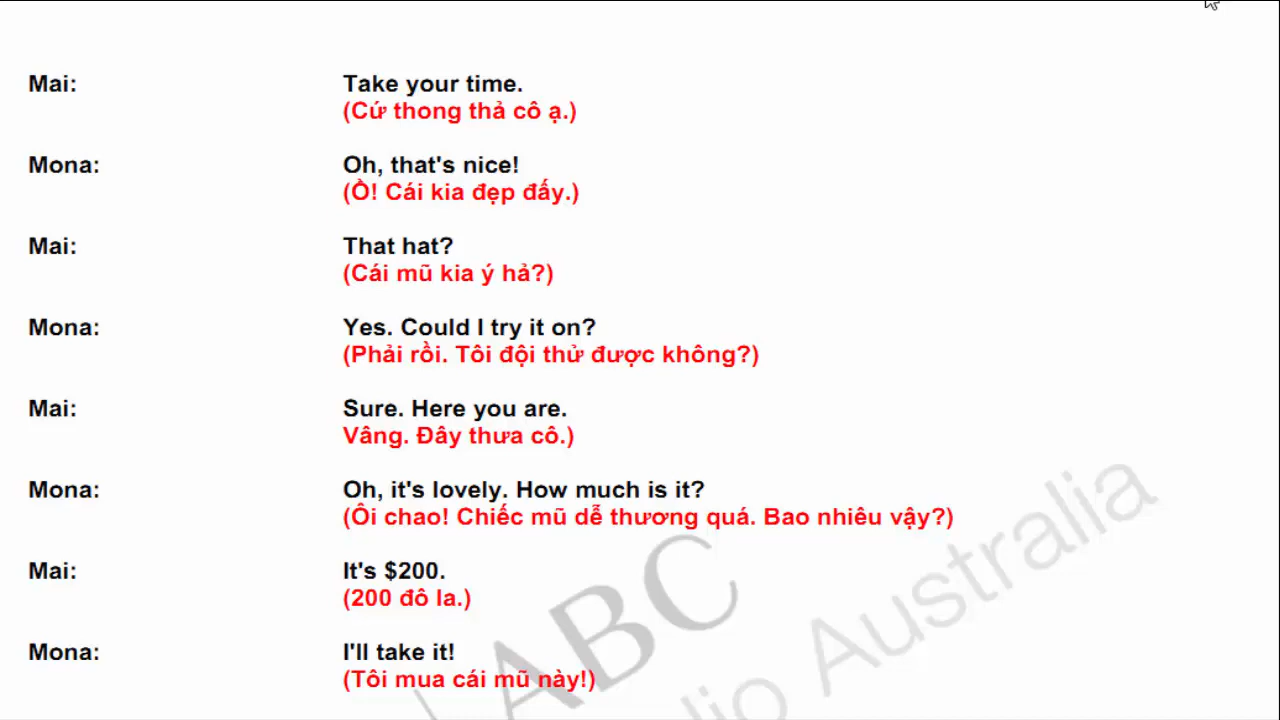 Mai: Take your time.
(Cứ thong thả cô ạ.)
Mona: Oh, that's nice!
(Ồ! Cái kia đẹp đấy.)
Mai: That hat?
(Cái mũ kia ý hả?)
Mona: Yes. Could I try it on?
(Phải rồi. Tôi đội thử được không?)
Mai: Sure. Here you are.
Vâng. Đây thưa cô.)
Mona: Oh, it's lovely. How much is it?
(Ôi chao! Chiếc mũ dễ thương quá. Bao nhiêu vậy?)
Mai: It's $200.
(200 đô la.)
Mona: I'll take it!
(Tôi mua cái mũ này!)
ABC
Australia